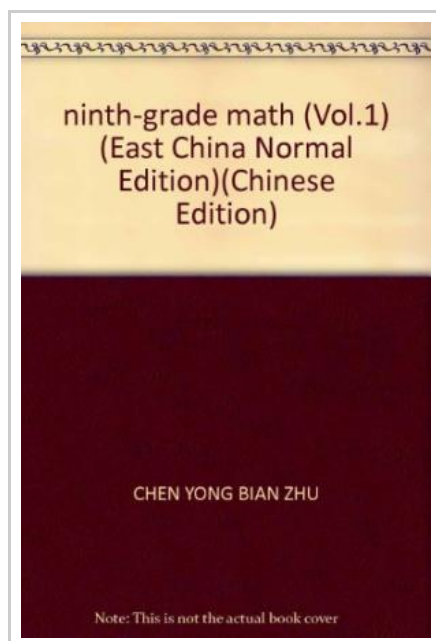 ninth-grade math (Vol.1)
(East China Normal
Edition)(Chinese
Edition)
CHEN YONG BIAN ZHU
Note: This is not the actual book cover